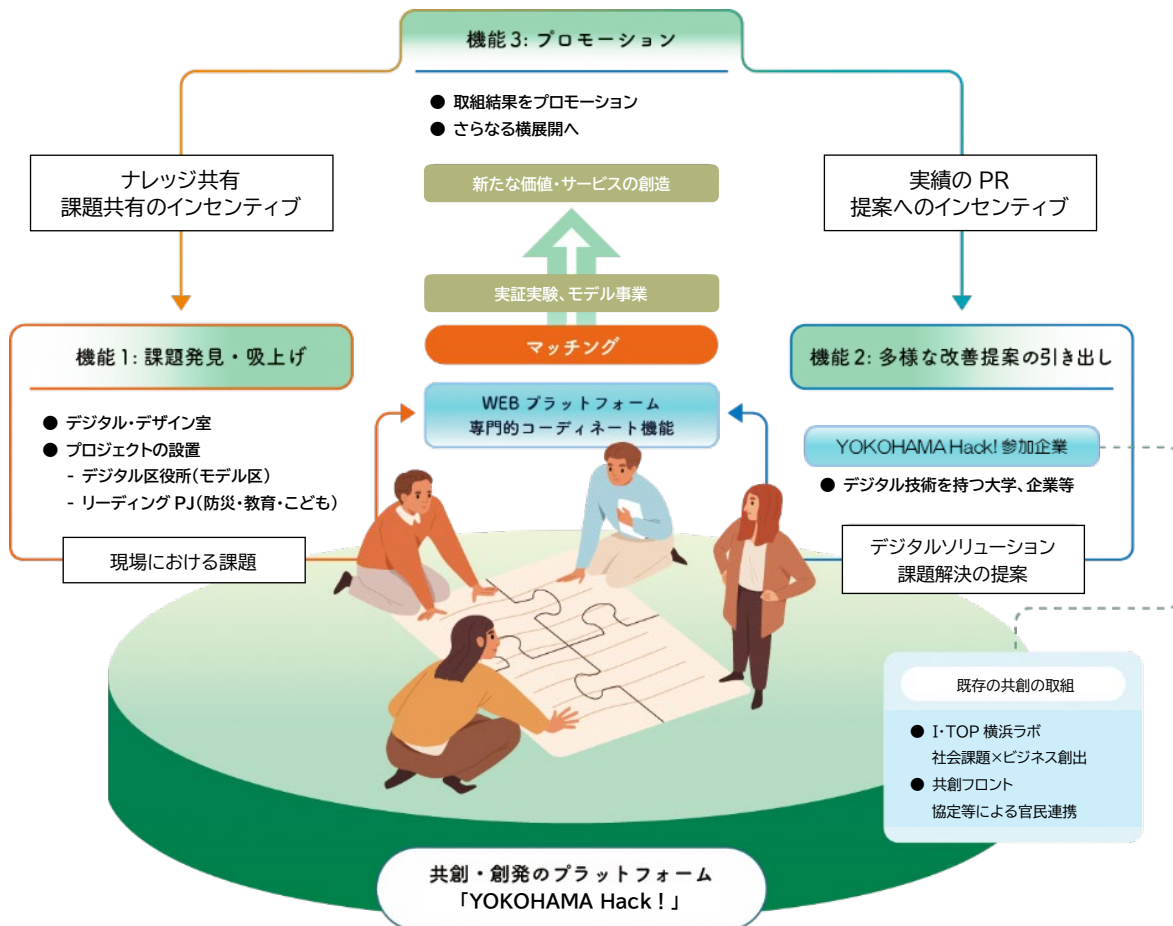 機能3: プロモーション
● 取組結果をプロモーション
● さらなる横展開へ
ナレッジ共有
課題共有のインセンティブ
新たな価値・サービスの創造
実績の PR
提案へのインセンティブ
実証実験、モデル事業
マッチング
機能1: 課題発見・吸上げ
● デジタル・デザイン室
● プロジェクトの設置
- デジタル区役所(モデル区)
- リーディング PJ(防災・教育・こども)
現場における課題
WEB プラットフォーム
専門的コーディネート機能
機能2: 多様な改善提案の引き出し
YOKOHAMA Hack! 参加企業
● デジタル技術を持つ大学、企業等
デジタルソリューション
課題解決の提案
既存の共創の取組
● I・TOP 横浜ラボ
社会課題×ビジネス創出
● 共創フロント
協定等による官民連携
共創・創発のプラットフォーム
「YOKOHAMA Hack!」